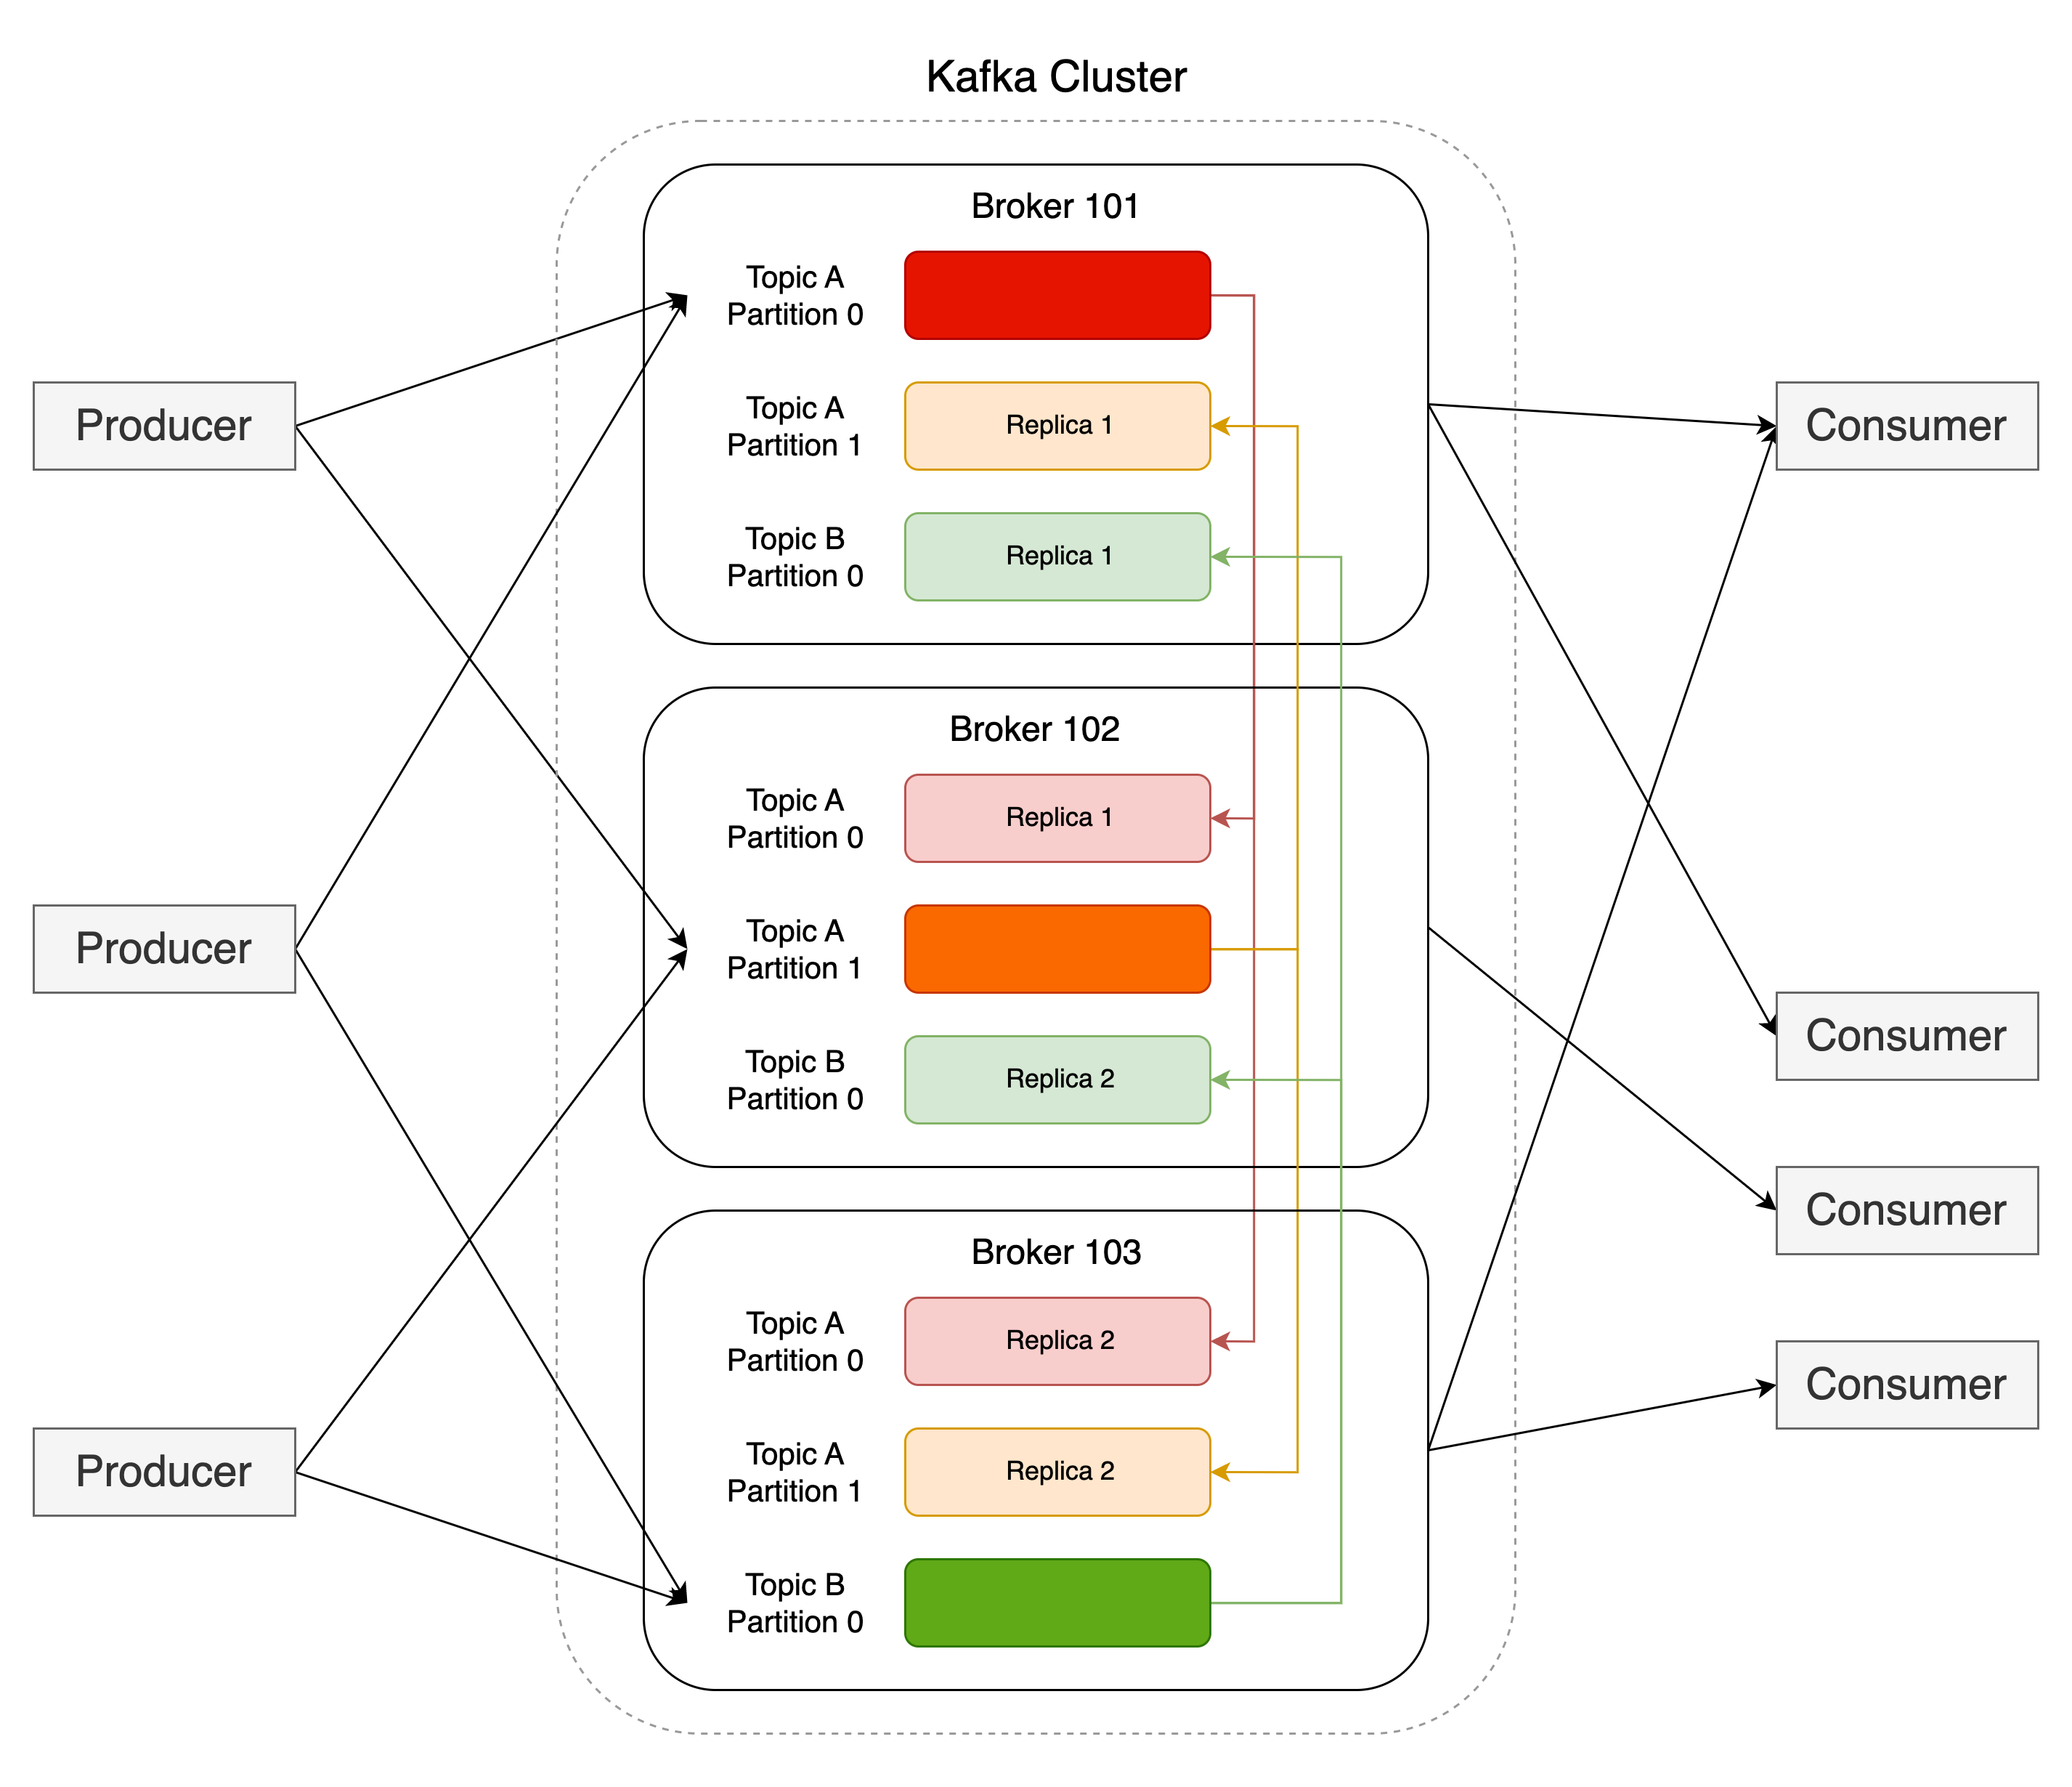 Kafka Cluster
Producer
Producer
Producer
Broker 101
Topic A
Partition 0
Topic A
Partition 1
Replica 1
Topic B
Partition 0
Replica 1
Broker 102
Topic A
Partition 0
Replica 1
Topic A
Partition 1
Topic B
Partition 0
Replica 2
Broker 103
Topic A
Partition 0
Replica 2
Topic A
Partition 1
Replica 2
Topic B
Partition 0
Consumer
Consumer
Consumer
Consumer